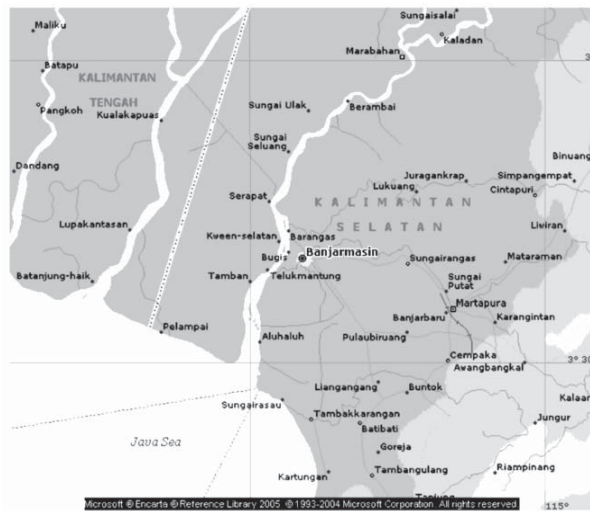 Maliku
Sungaisalai
Kaladan
Marabahan
Batapu
KALIMANTAN
TENGAH
Pangkoh
Kualakapuas
Sungai Ulak
Berambai
Sungai
Seluang
Dandang
Binuang
Juragankrap
Simpangempat
Lukuang
Cintapuri
Serapat
KALIMANTAN
SELATAN
Lupakantasan
Kween-selatan
Barangas
Liviran
Banjarmasin
Bugis
Sungairangas
Mataraman
Batanjung-haik
Tamban
Telukmantung
Sungai
Putat
Martapura
Banjarbaru
Karangintan
Pelampai
Aluhaluh
Pulaubiruang
Cempaka
3° 30
Awangbangkal
Liangangang
Buntok
Kalaar
Sungairasau
Tambakkarangan
Batibati
Jungur
Java Sea
Goreja
Kartungan
Tambangulang
Riampinang
Tanjung
Microsoft ® Encarta ® Reference Library 2005. © 1993-2004 Microsoft Corporation. All rights reserved.
115°